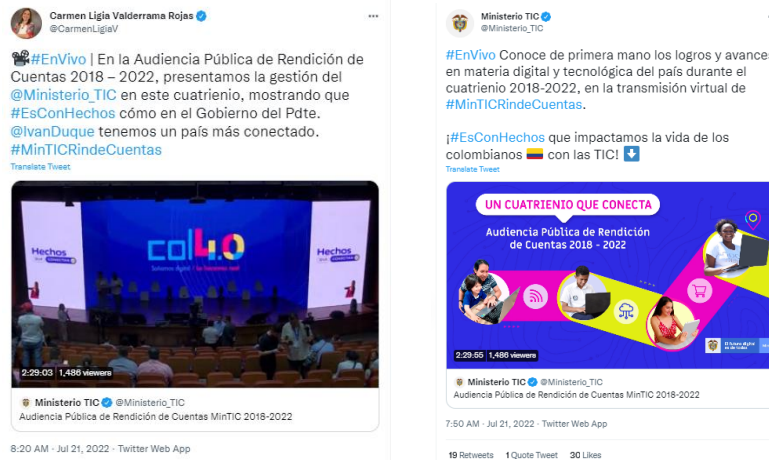 Carmen Ligia Valderrama Rojas
@CarmenLigiaV
#EnVivo | En la Audiencia Pública de Rendición de
Cuentas 2018 – 2022, presentamos la gestión del
@Ministerio_TIC en este cuatrienio, mostrando que
#EsConHechos cómo en el Gobierno del Pdte.
@IvanDuque tenemos un país más conectado.
#MinTICRindeCuentas
Translate Tweet
Hechos
col4.0
Hechos
2:29:03 1,486 viewers
Ministerio TIC @Ministerio_TIC
Audiencia Pública de Rendición de Cuentas MinTIC 2018-2022
8:20 AM · Jul 21, 2022 · Twitter Web App
Ministerio TIC
@Ministerio_TIC
#EnVivo Conoce de primera mano los logros y avances
en materia digital y tecnológica del país durante el
cuatrienio 2018-2022, en la transmisión virtual de
#MinTICRindeCuentas.
¡#EsConHechos que impactamos la vida de los
colombianos con las TIC!
Translate Tweet
UN CUATRIENIO QUE CONECTA
Audiencia Pública de Rendición
de Cuentas 2018 - 2022
El futuro digital
es de todos
2:29:55 1,486 viewers
Ministerio TIC @Ministerio_TIC
Audiencia Pública de Rendición de Cuentas MinTIC 2018-2022
7:50 AM · Jul 21, 2022 · Twitter Web App
19 Retweets 1 Quote Tweet 30 Likes